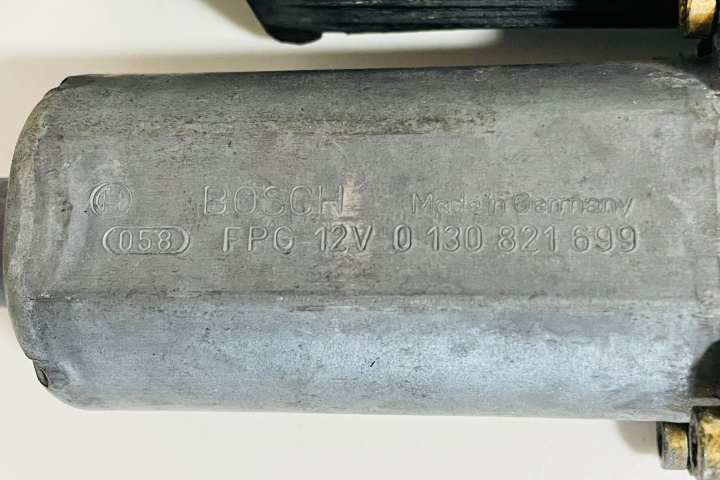 BOSCH Made in Germany
058 FPG 12V 0 130 821 699